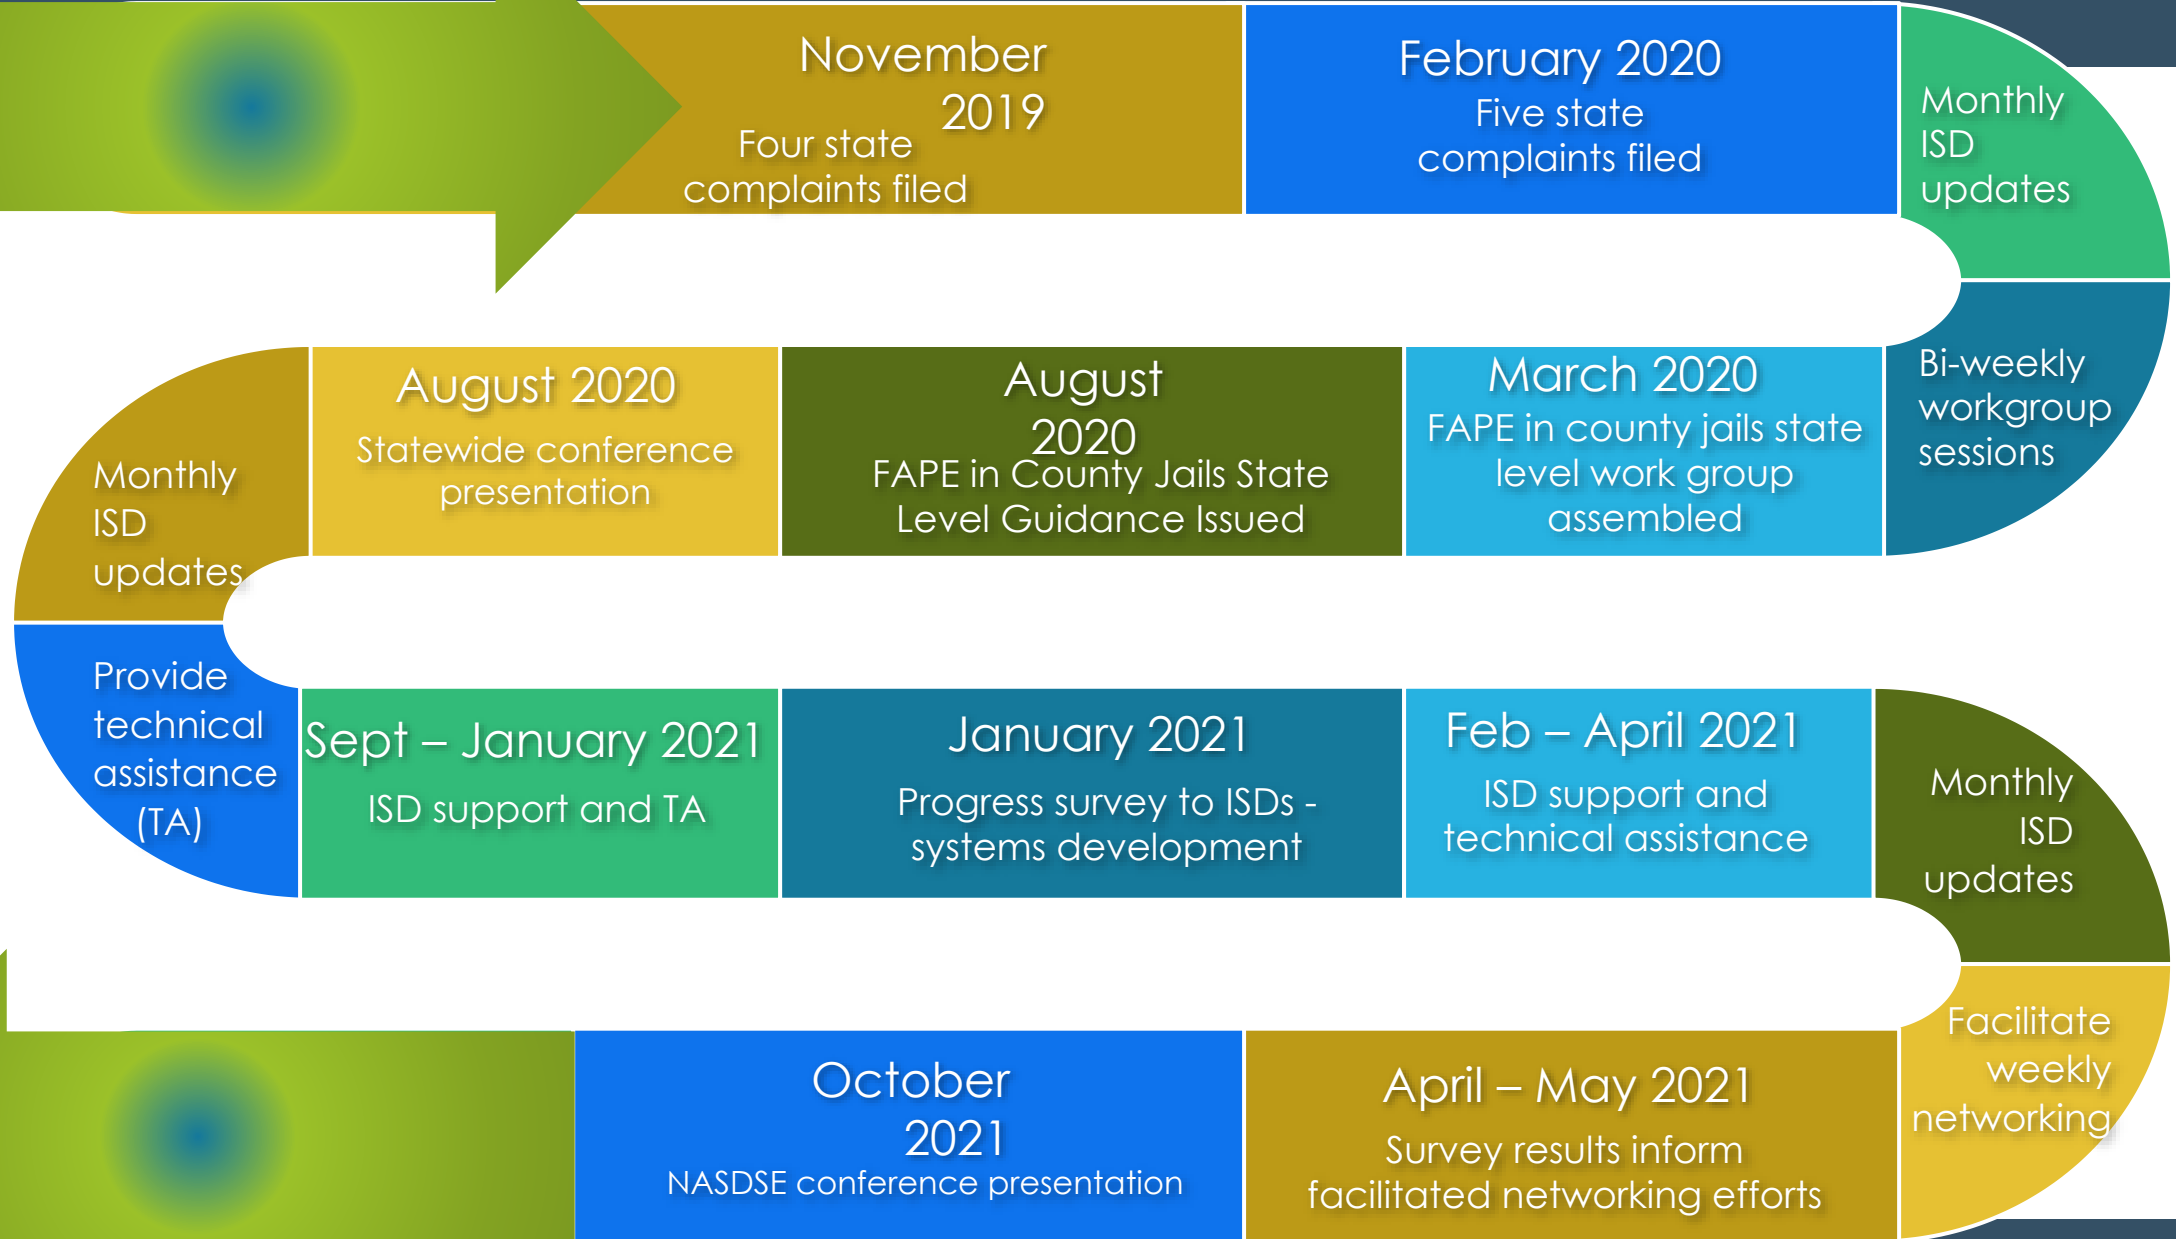 November
2019
Four state
complaints filed
February 2020
Five state
complaints filed
Monthly
ISD
updates
Bi-weekly
workgroup
sessions
March 2020
FAPE in county jails state
level work group
assembled
August
2020
FAPE in County Jails State
Level Guidance Issued
August 2020
Statewide conference
presentation
Monthly
ISD
updates
Provide
technical
assistance
(TA)
Sept – January 2021
ISD support and TA
January 2021
Progress survey to ISDs -
systems development
Feb – April 2021
ISD support and
technical assistance
Monthly
ISD
updates
Facilitate
weekly
networking
April – May 2021
Survey results inform
facilitated networking efforts
October
2021
NASDSE conference presentation